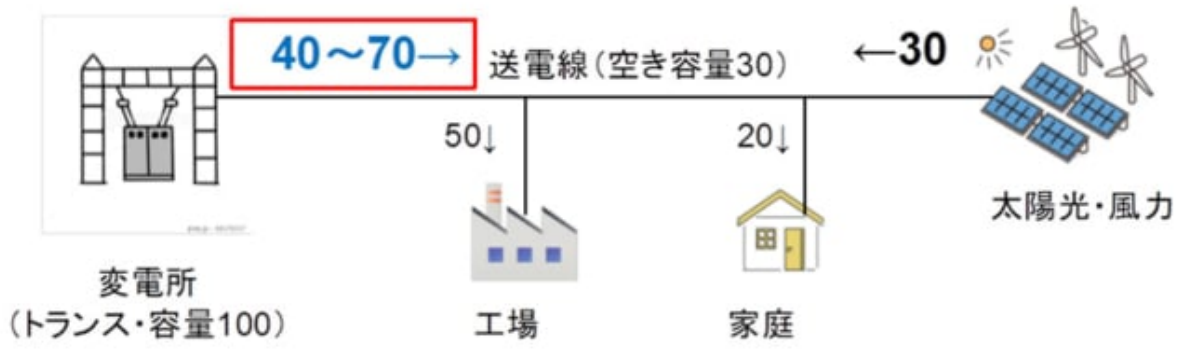 40～70→
送電線（空き容量30）
←30
50↓
20↓
太陽光・風力
変電所
（トランス・容量100）
工場
家庭